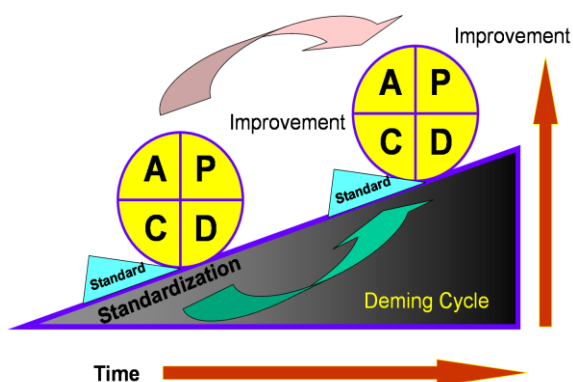 Improvement
A P
C D
Improvement
A P
C D
Standard
Standard
Standardization
Deming Cycle
Time